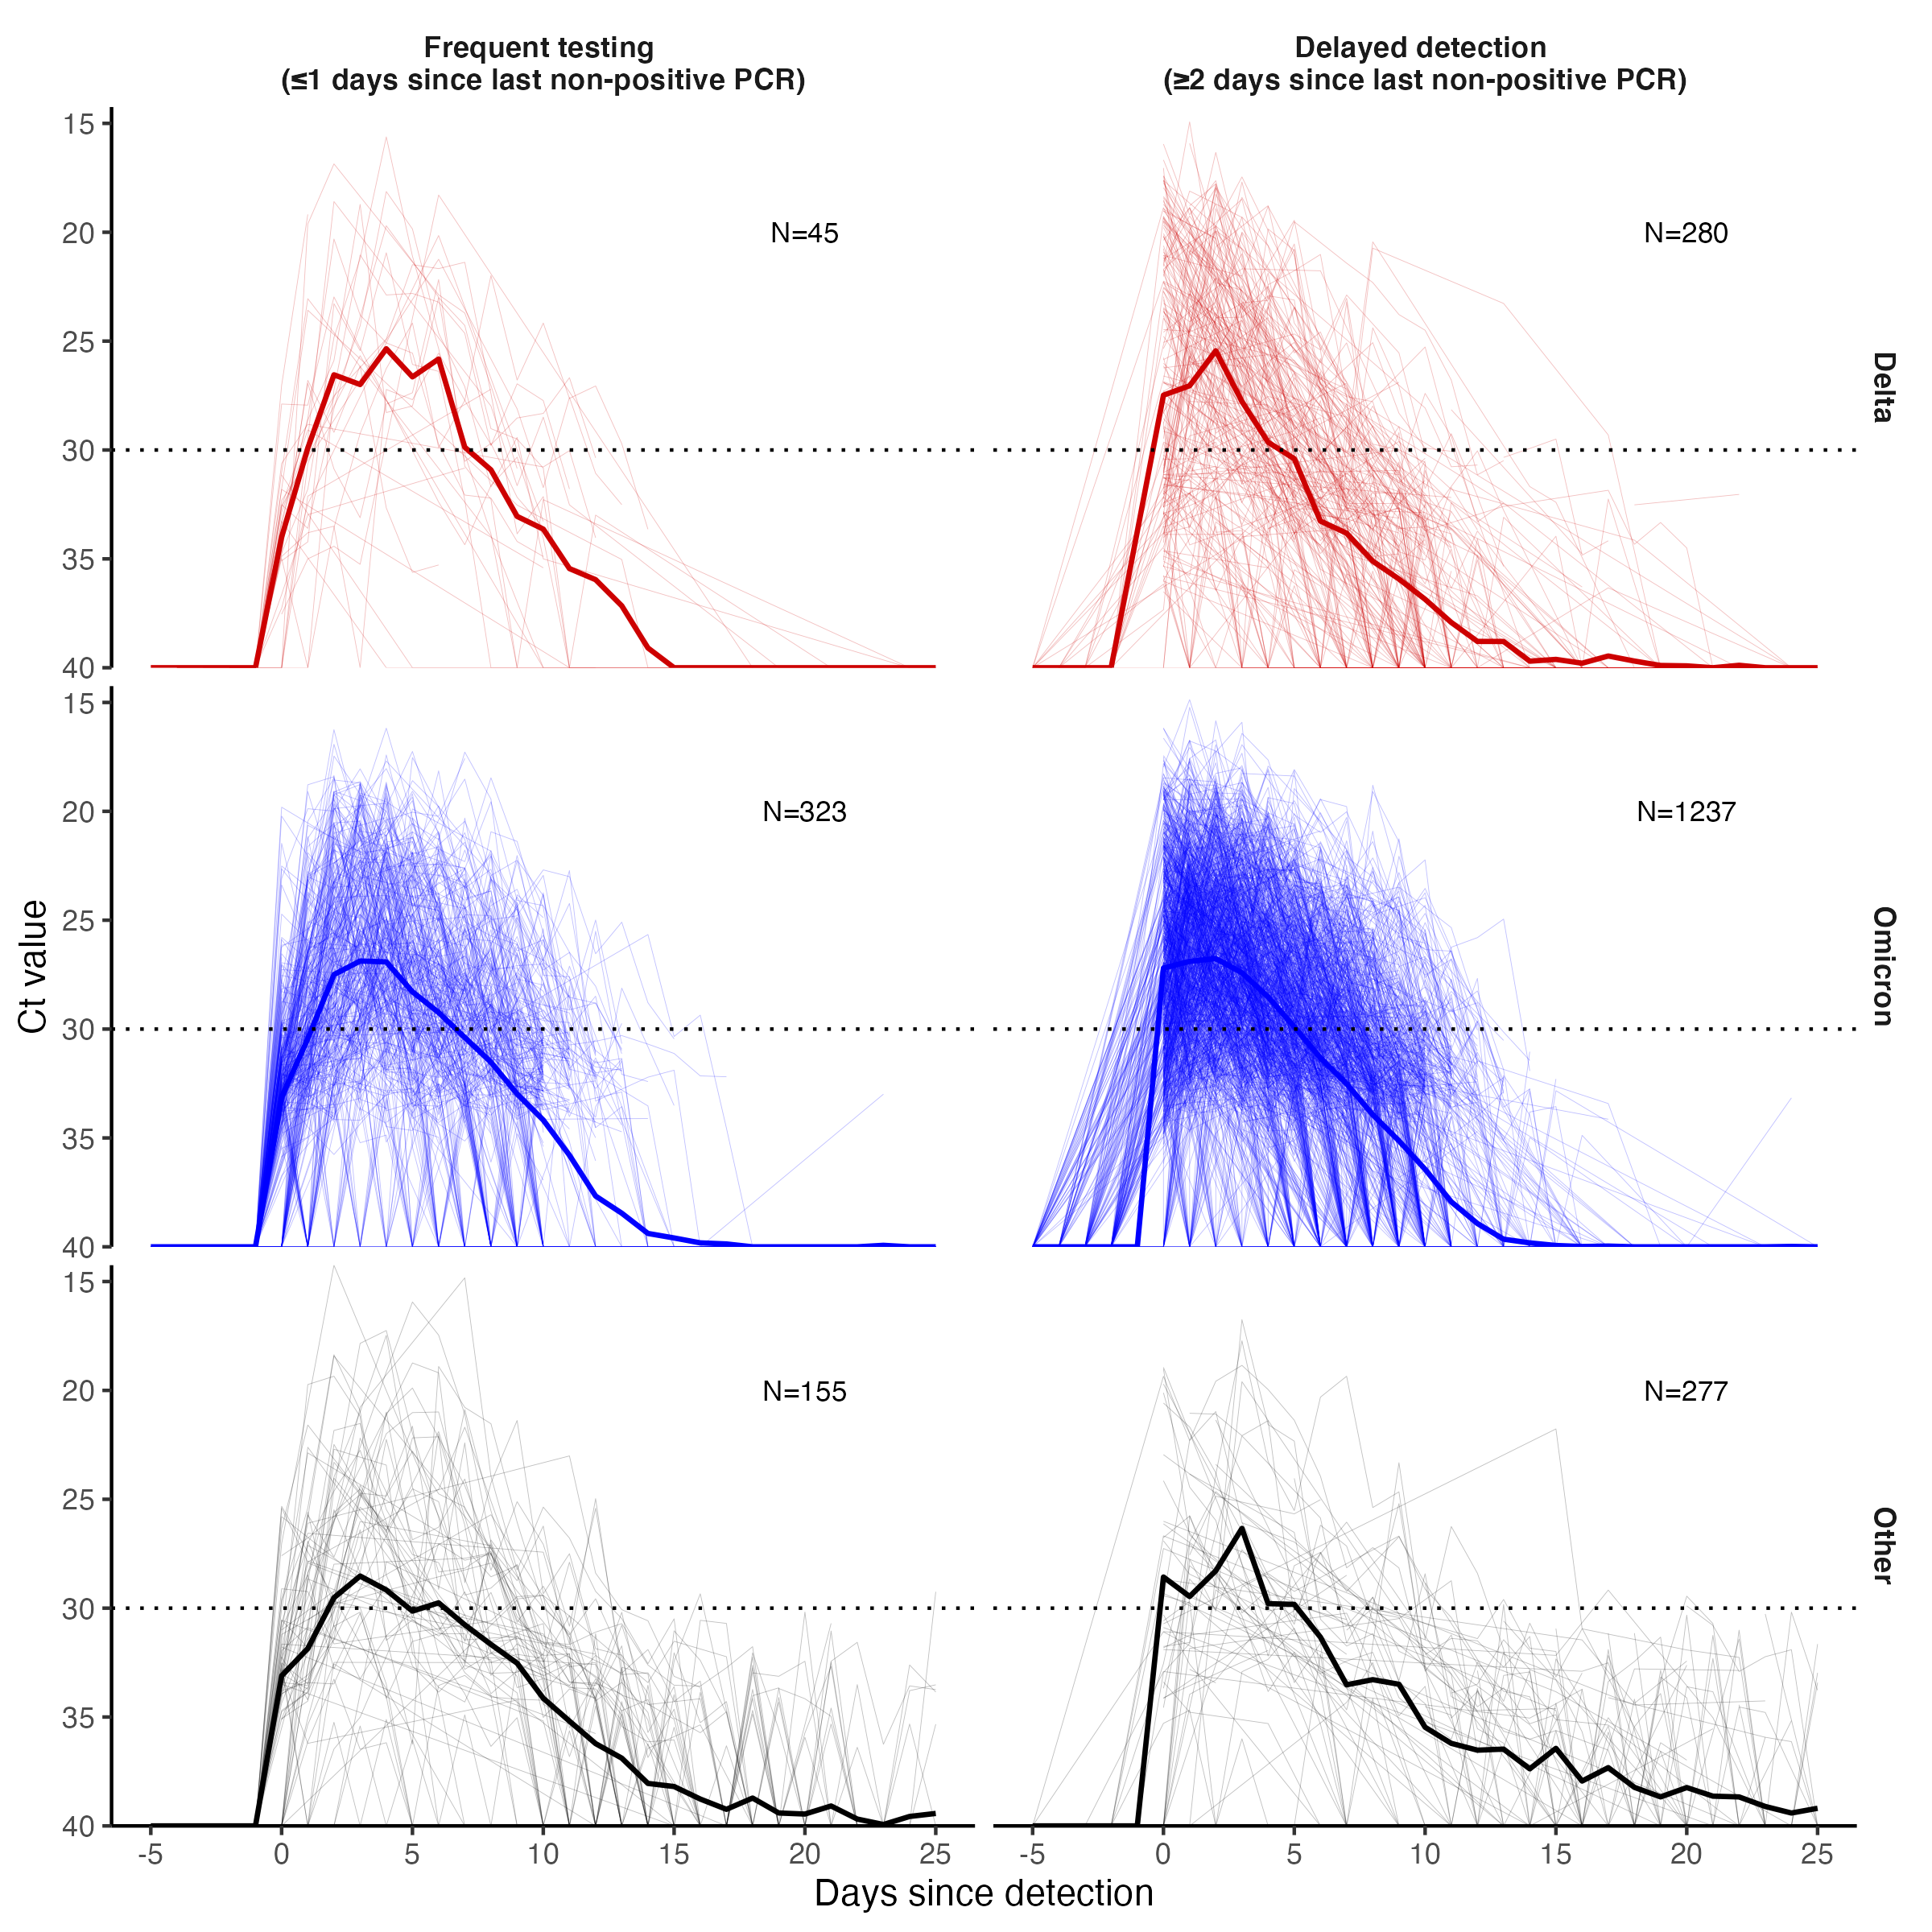 Frequent testing
(≤1 days since last non-positive PCR)
Delayed detection
(≥2 days since last non-positive PCR)
15
20
25
30
35
40
N=45
N=280
Delta
15
20
25
30
35
40
N=323
N=1237
Omicron
Ct value
15
20
25
30
35
40
N=155
N=277
Other
-5 0 5 10 15 20 25
-5 0 5 10 15 20 25
Days since detection